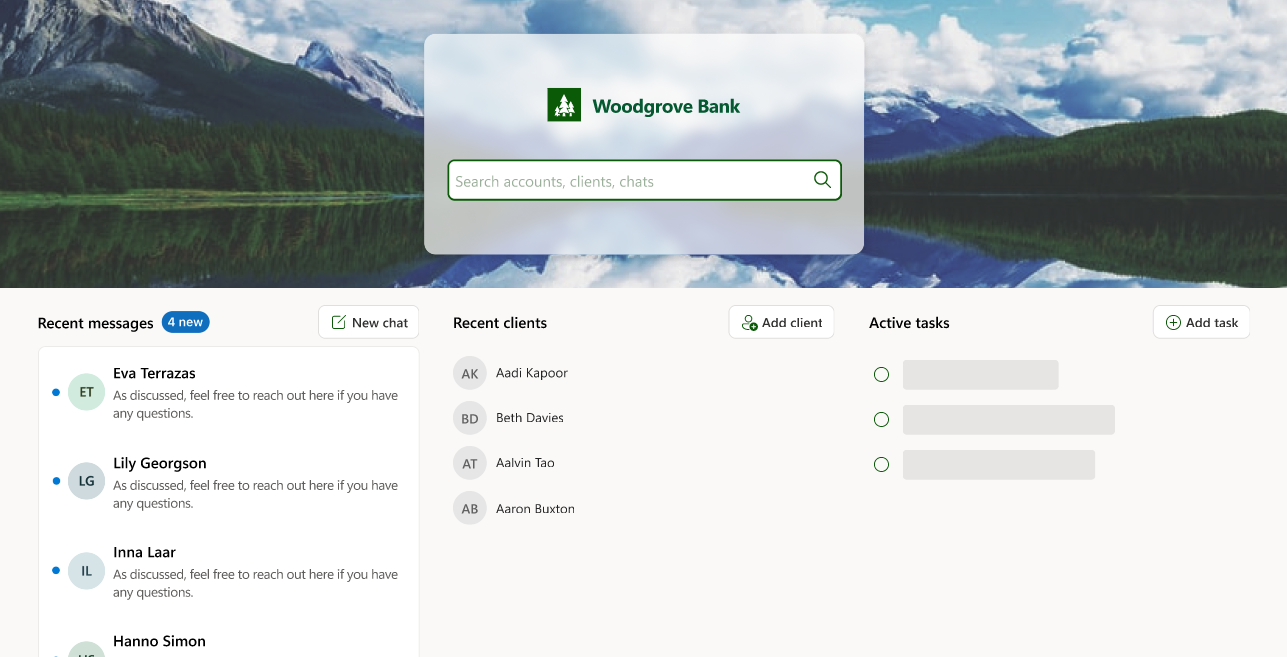 Woodgrove Bank
Search accounts, clients, chats
Recent messages
4 new
New chat
ET
Eva Terrazas
As discussed, feel free to reach out here if you have
any questions.
LG
Lily Georgson
As discussed, feel free to reach out here if you have
any questions.
IL
Inna Laar
As discussed, feel free to reach out here if you have
any questions.
Hanno Simon
Recent clients
Add client
AK
Aadi Kapoor
BD
Beth Davies
AT
Aalvin Tao
AB
Aaron Buxton
Active tasks
Add task